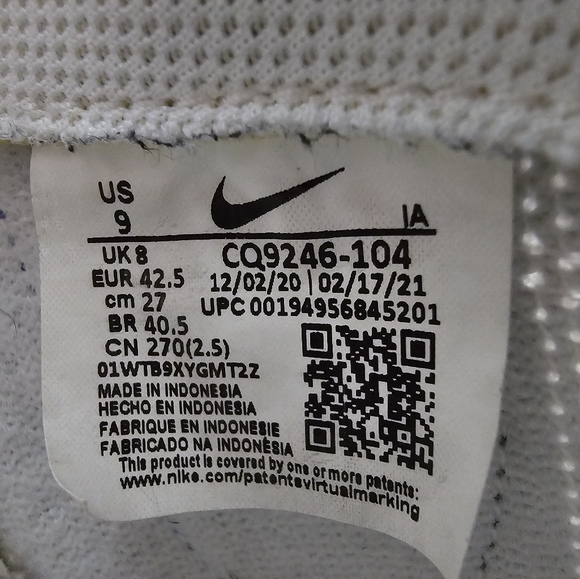 US
9
IA
UK 8
CQ9246-104
EUR 42.5
12/02/20 | 02/17/21
cm 27
UPC 00194956845201
BR 40.5
CN 270(2.5)
01WTB9XYGMT2Z
MADE IN INDONESIA
HECHO EN INDONESIA
FABRIQUE EN INDONESIE
FABRICADO NA INDONÉSIA
This product is covered by one or more patents:
www.nike.com/patentsvirtualmarking